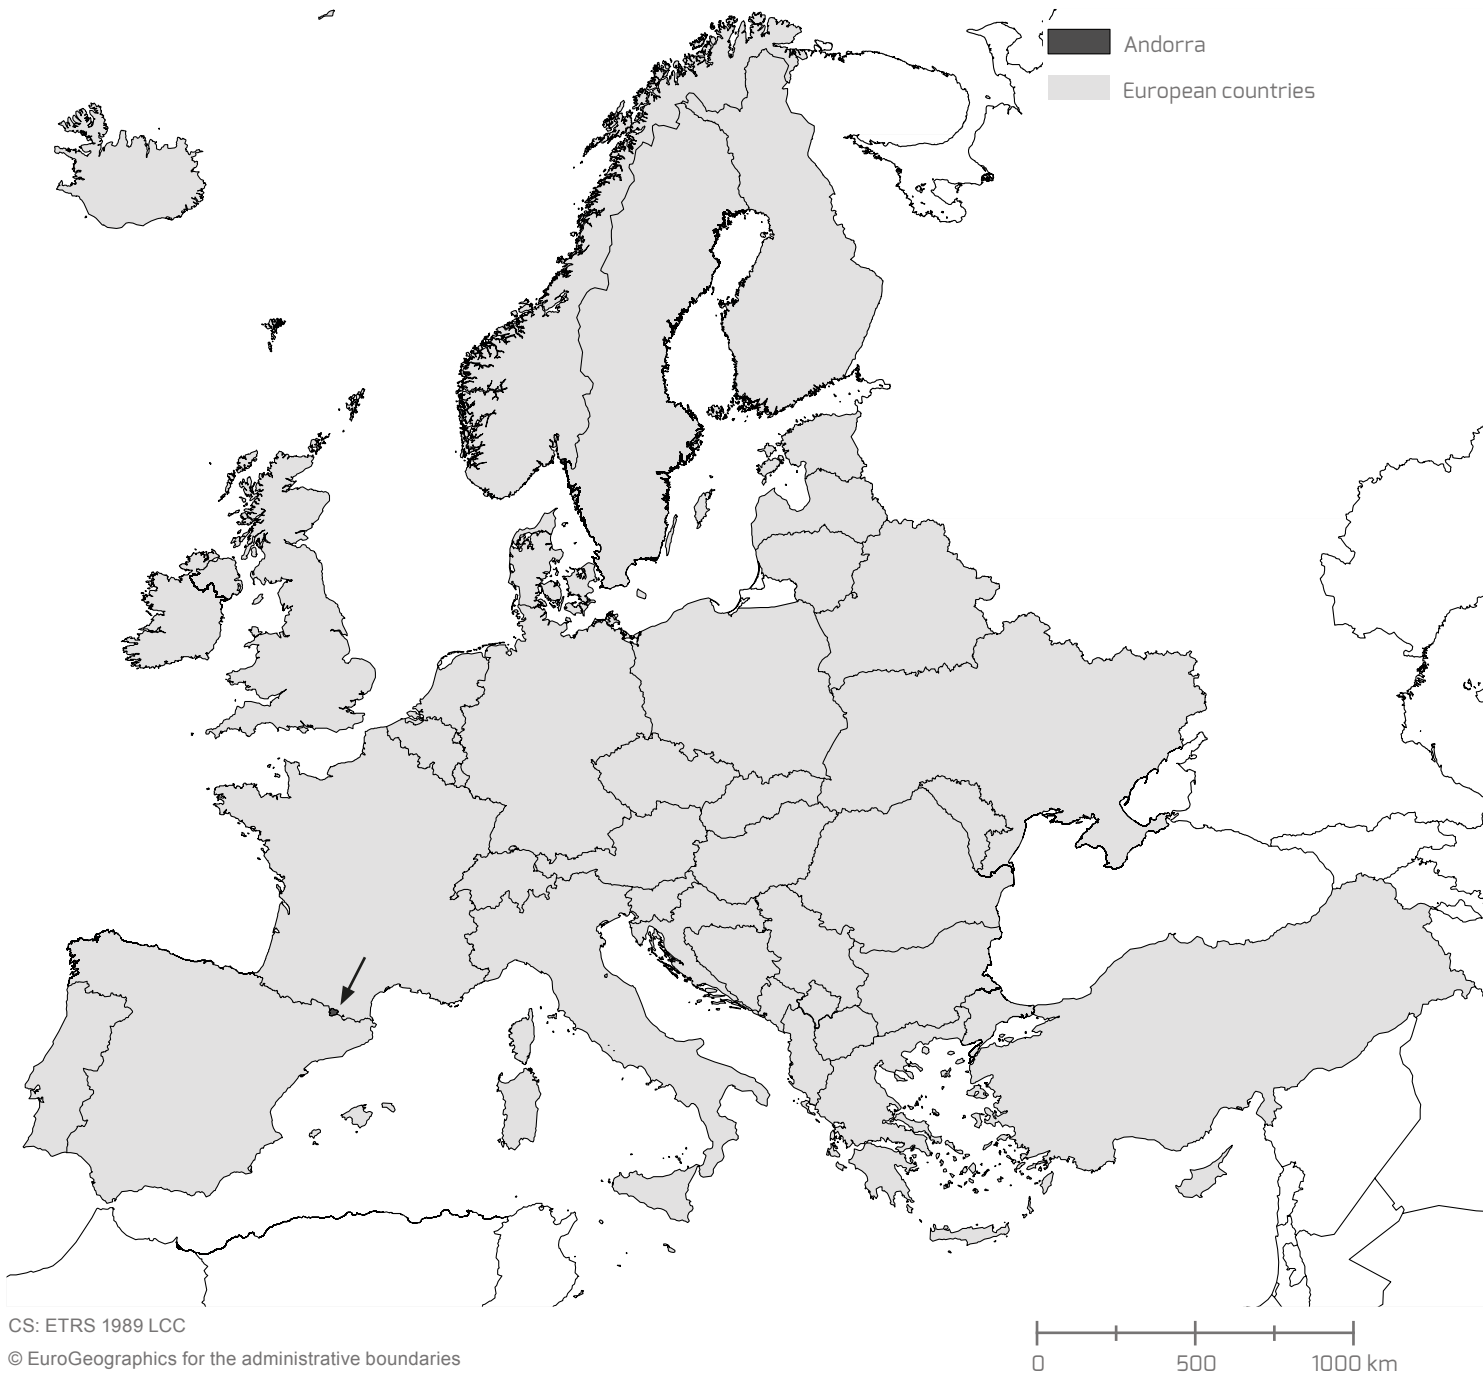 Andorra
European countries
CS: ETRS 1989 LCC
© EuroGeographics for the administrative boundaries
0 500 1000 km